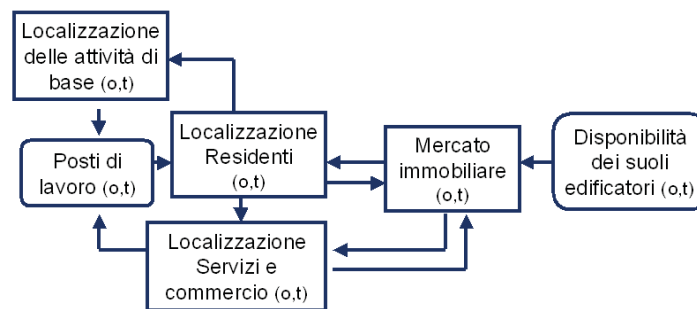 Localizzazione
delle attività di
base (o,t)
Posti di
lavoro (o,t)
Localizzazione
Residenti
(o,t)
Mercato
immobiliare
(o,t)
Disponibilità
dei suoli
edificatori (o,t)
Localizzazione
Servizi e
commercio (o,t)